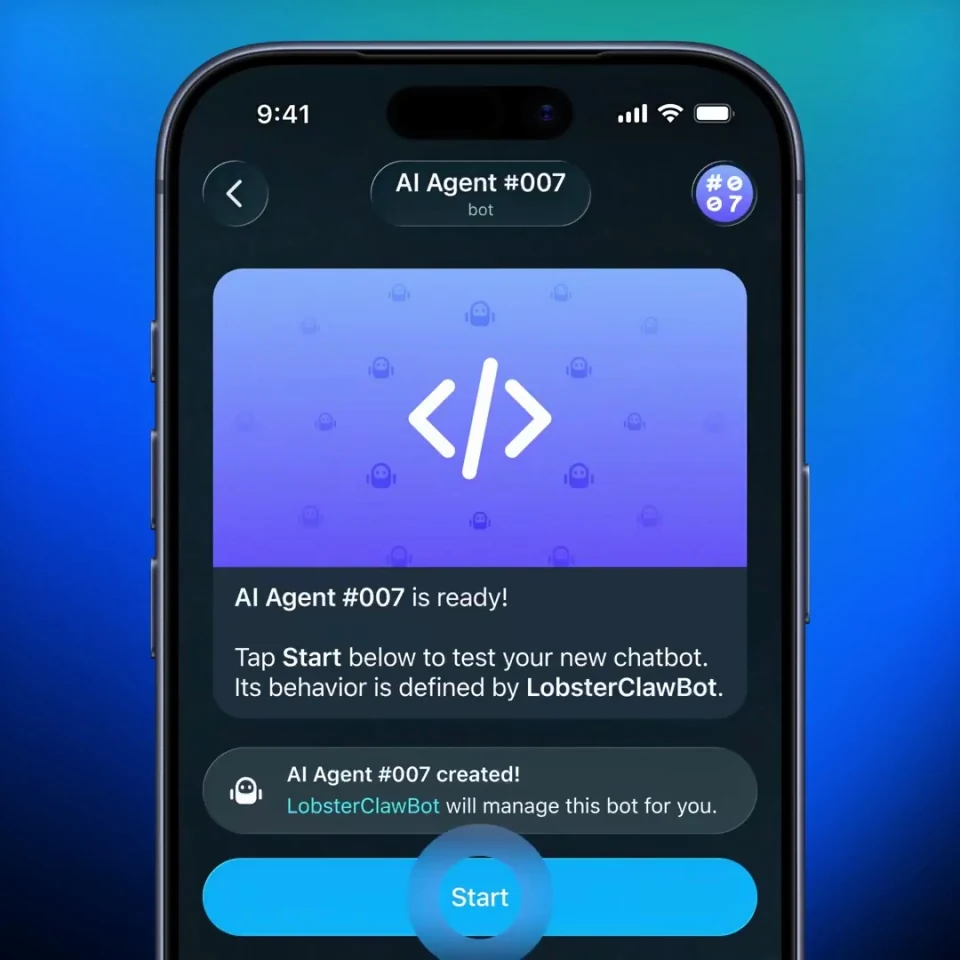 9:41
AI Agent #007
bot
#0
07
AI Agent #007 is ready!
Tap Start below to test your new chatbot.
Its behavior is defined by LobsterClawBot.
AI Agent #007 created!
LobsterClawBot will manage this bot for you.
Start